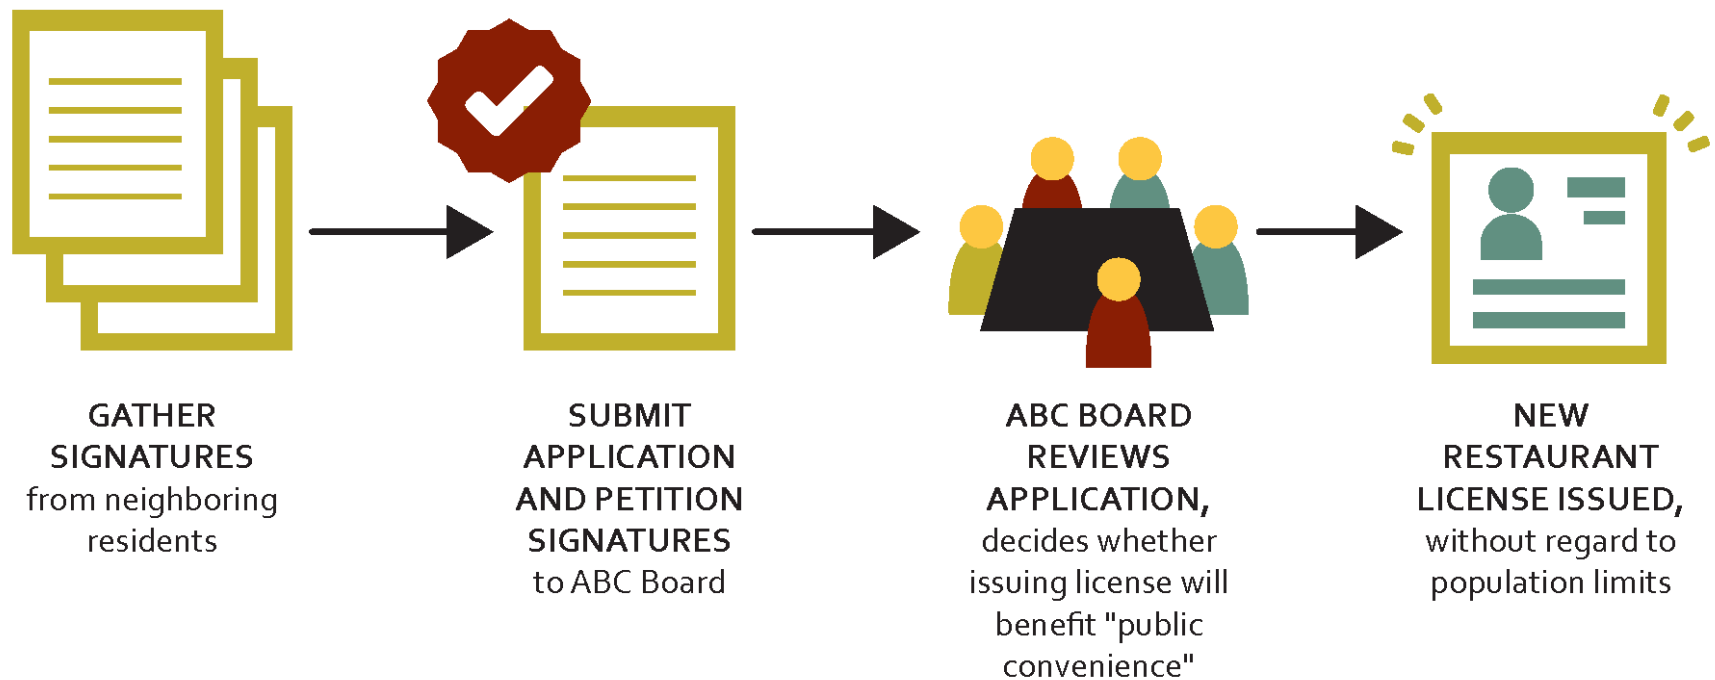 GATHER
SIGNATURES
from neighboring
residents
SUBMIT
APPLICATION
AND PETITION
SIGNATURES
to ABC Board
ABC BOARD
REVIEWS
APPLICATION,
decides whether
issuing license will
benefit "public
convenience"
NEW
RESTAURANT
LICENSE ISSUED,
without regard to
population limits